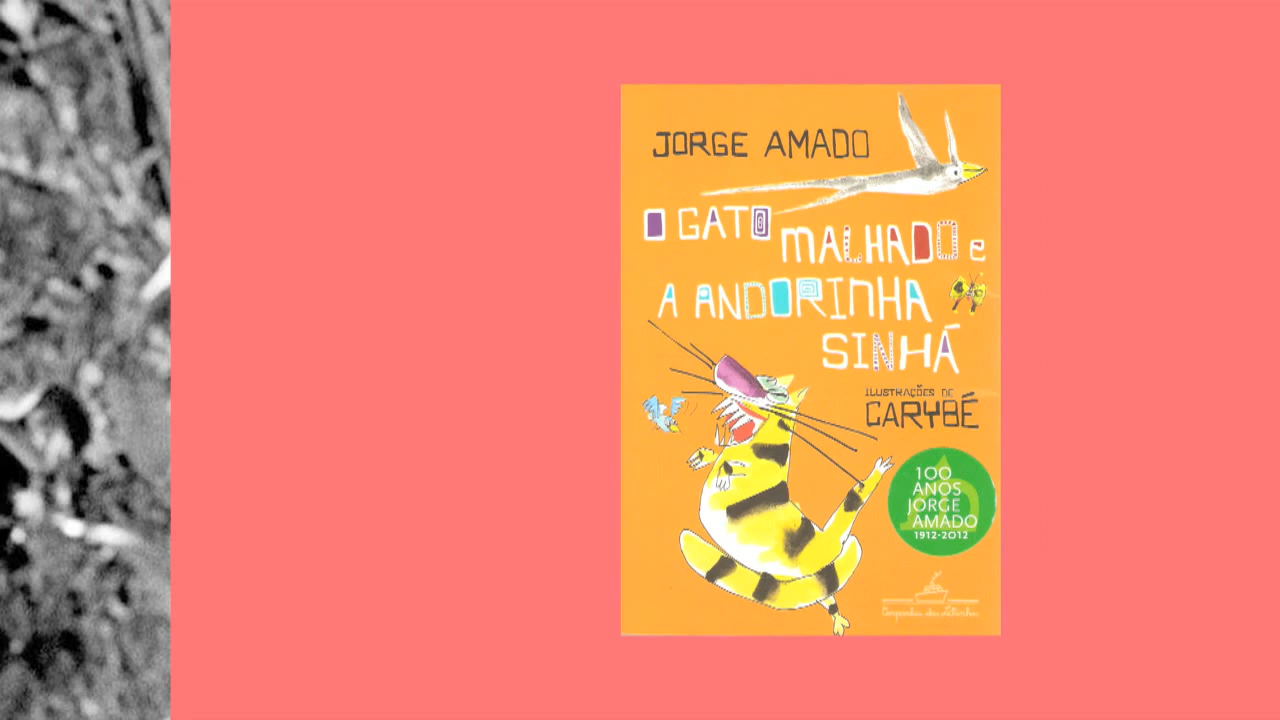 JORGE AMADO
O GATO
MALHADO e
A ANDORINHA
SINHÁ
ILUSTRAÇÕES DE
CARYBÉ
100
ANOS
JORGE
AMADO
1912-2012
Companhia das Letrinhas